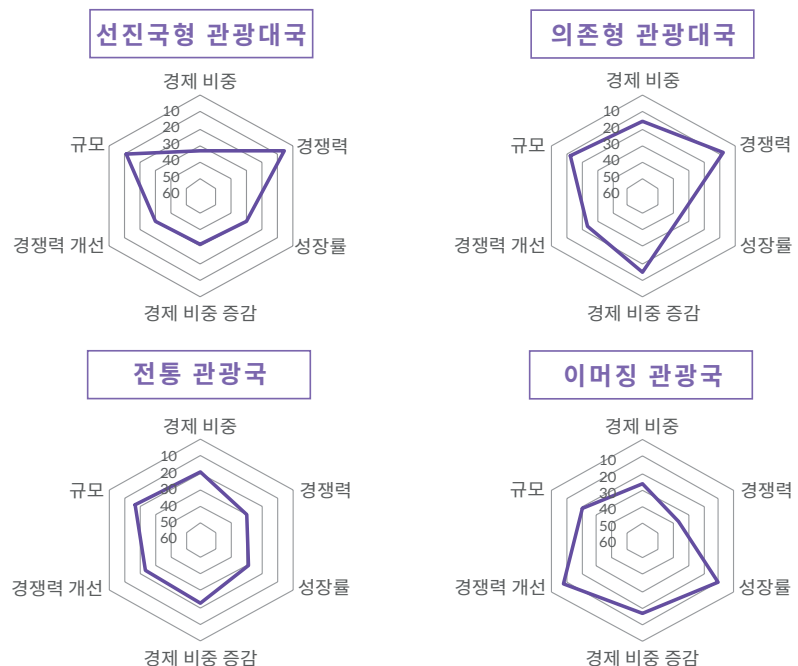 선진국형 관광대국
경제 비중
10
20
30
40
50
60
규모
경쟁력
경쟁력 개선
성장률
경제 비중 증감
의존형 관광대국
경제 비중
10
20
30
40
50
60
규모
경쟁력
경쟁력 개선
성장률
경제 비중 증감
전통 관광국
경제 비중
10
20
30
40
50
60
규모
경쟁력
경쟁력 개선
성장률
경제 비중 증감
이머징 관광국
경제 비중
10
20
30
40
50
60
규모
경쟁력
경쟁력 개선
성장률
경제 비중 증감